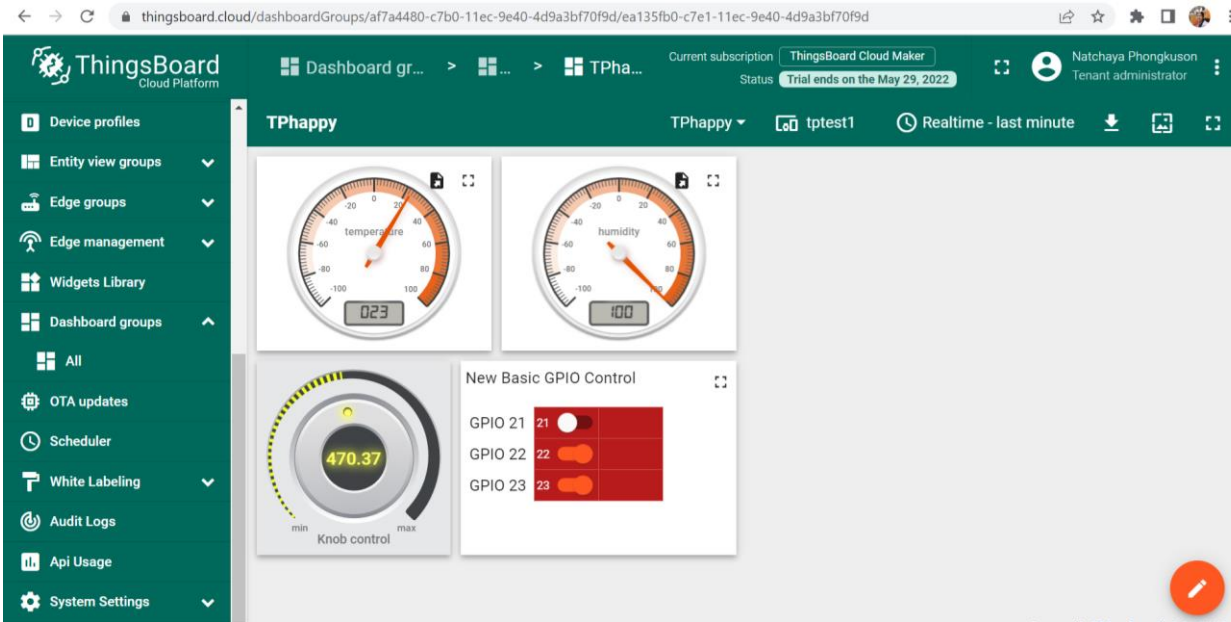 thingsboard.cloud/dashboardGroups/af7a4480-c7b0-11ec-9e40-4d9a3bf70f9d/ea135fb0-c7e1-11ec-9e40-4d9a3bf70f9d
ThingsBoard
Cloud Platform
Dashboard gr... > ... > TPha...
Current subscription ThingsBoard Cloud Maker
Status Trial ends on the May 29, 2022
Natchaya Phongkuson
Tenant administrator
Device profiles
Entity view groups
Edge groups
Edge management
Widgets Library
Dashboard groups
All
OTA updates
Scheduler
White Labeling
Audit Logs
Api Usage
System Settings
TPhappy
TPhappy
tptest1
Realtime - last minute
-20 0 20
-40 40
temperature
-60 60
-80 80
-100 100
023
-20 0 20
-40 40
humidity
-60 60
-80 80
-100
100
470.37
min max
Knob control
New Basic GPIO Control
GPIO 21 21
GPIO 22 22
GPIO 23 23